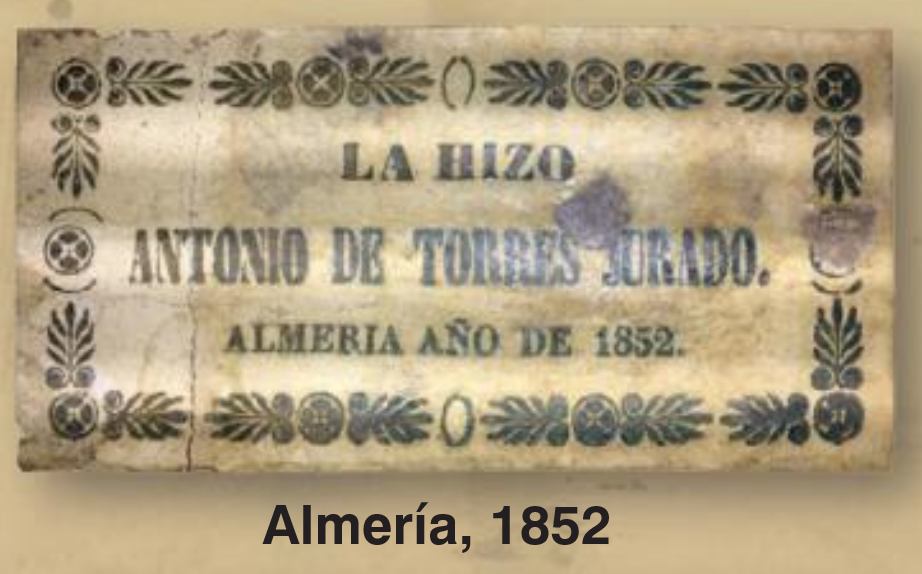 LA HIZO
ANTONIO DE TORRES JURADO.
ALMERIA AÑO DE 1852.
Almería, 1852